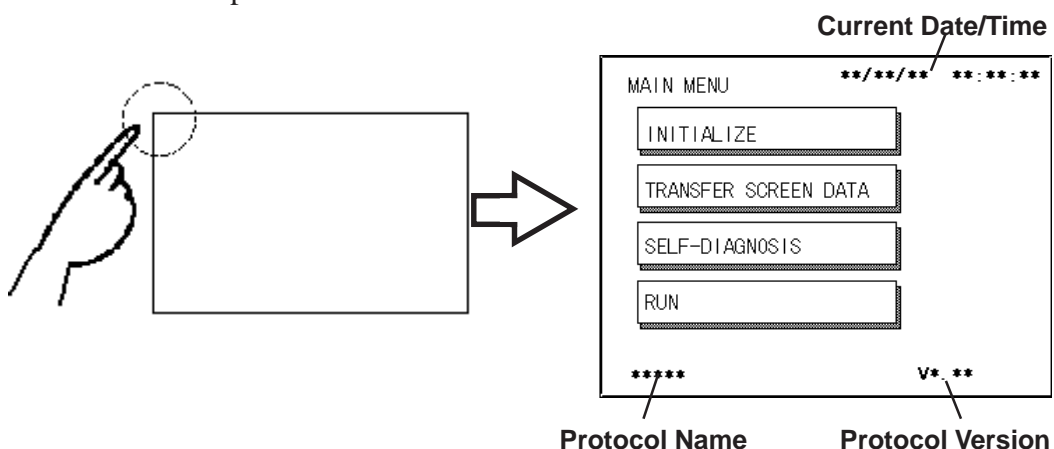 Current Date/Time
MAIN MENU **/**/** **:**:**
INITIALIZE
TRANSFER SCREEN DATA
SELF-DIAGNOSIS
RUN
***** V*.**
Protocol Name Protocol Version